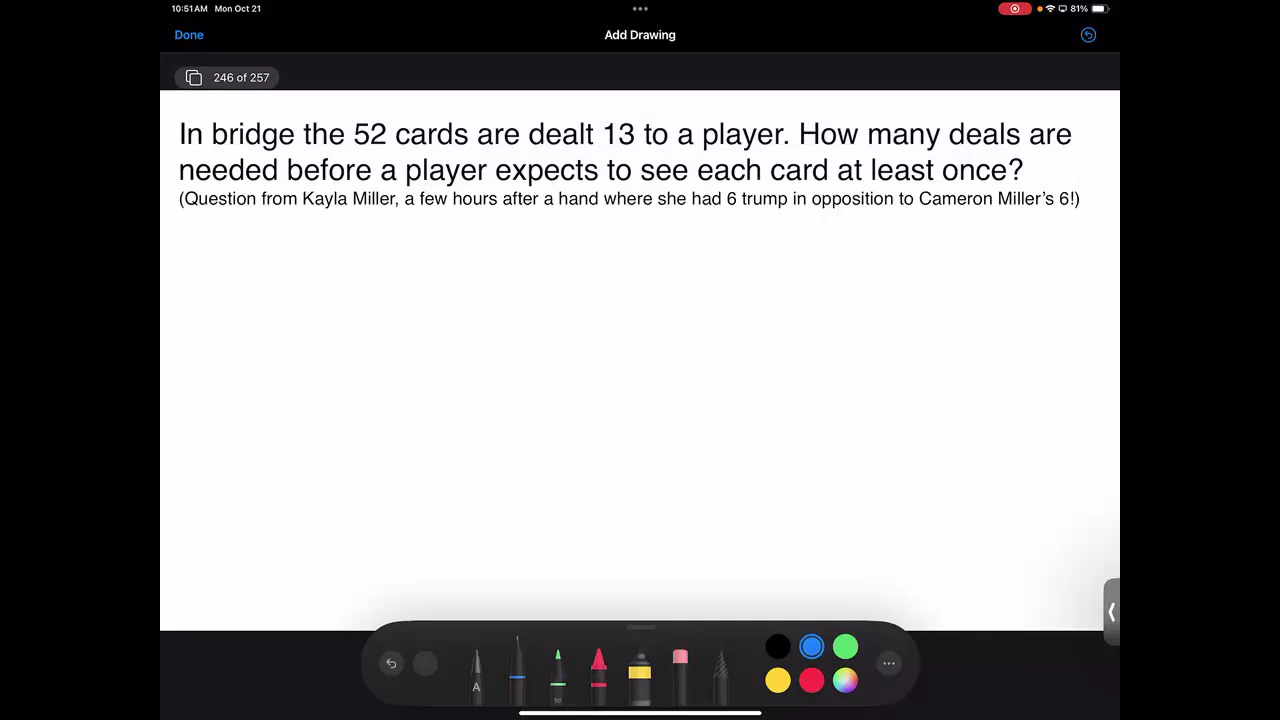 10:51AM Mon Oct 21
81%
Done
Add Drawing
246 of 257
In bridge the 52 cards are dealt 13 to a player. How many deals are
needed before a player expects to see each card at least once?
(Question from Kayla Miller, a few hours after a hand where she had 6 trump in opposition to Cameron Miller’s 6!)
A